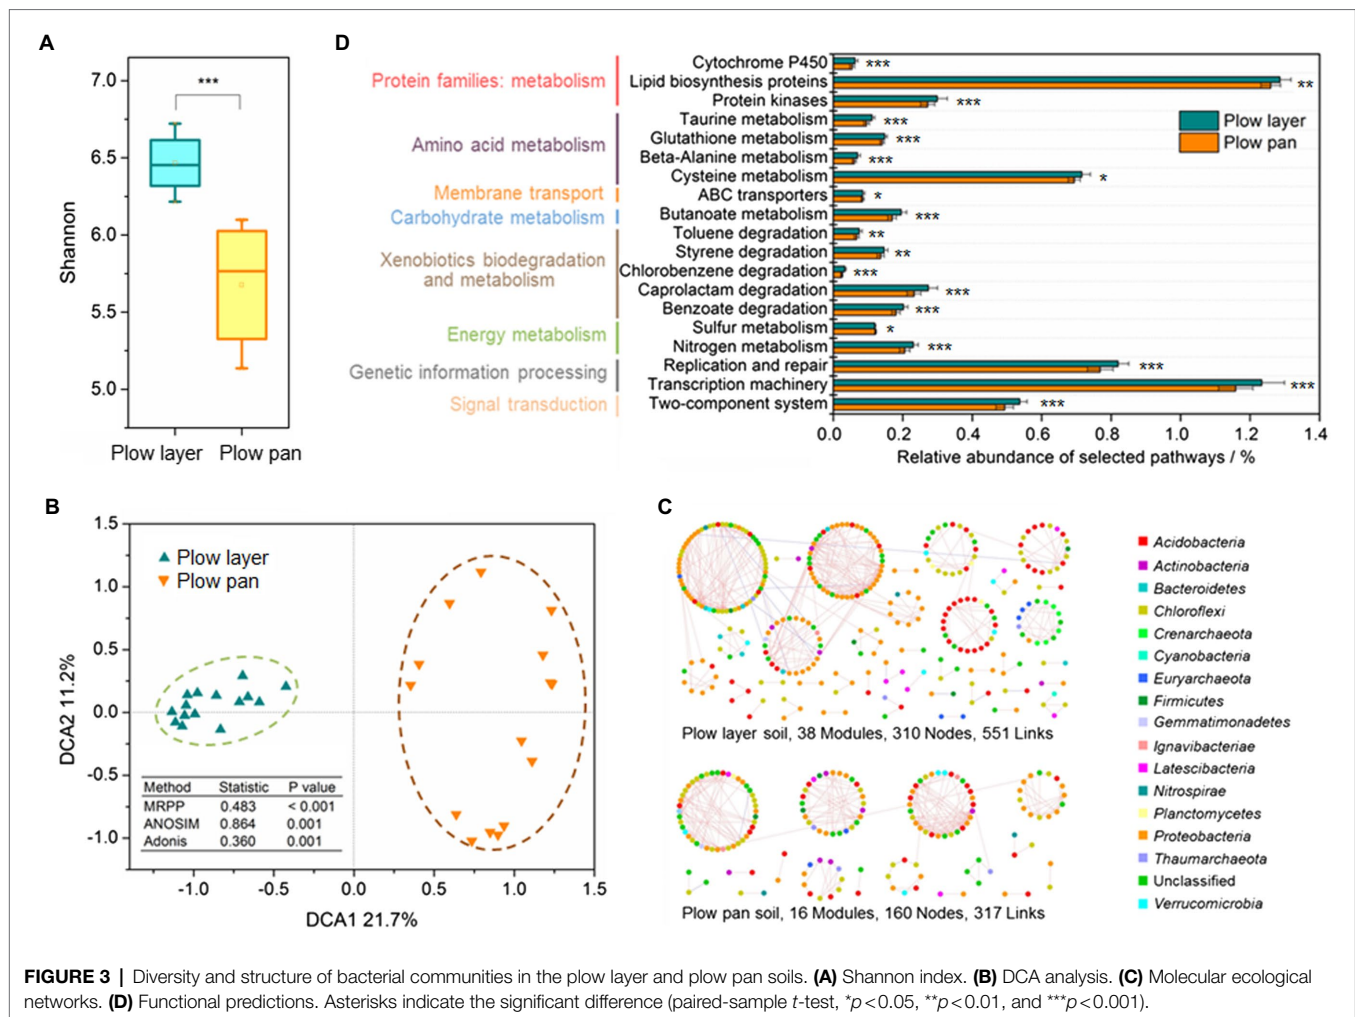 A
7.0
6.5
6.0
5.5
5.0
Shannon
***
Plow layer
Plow pan
D
Protein families: metabolism
Amino acid metabolism
Membrane transport
Carbohydrate metabolism
Xenobiotics biodegradation
and metabolism
Energy metabolism
Genetic information processing
Signal transduction
Cytochrome P450 ***
Lipid biosynthesis proteins **
Protein kinases ***
Taurine metabolism ***
Glutathione metabolism ***
Beta-Alanine metabolism ***
Cysteine metabolism *
ABC transporters *
Butanoate metabolism ***
Toluene degradation **
Styrene degradation **
Chlorobenzene degradation ***
Caprolactam degradation ***
Benzoate degradation ***
Sulfur metabolism *
Nitrogen metabolism ***
Replication and repair ***
Transcription machinery ***
Two-component system ***
Plow layer
Plow pan
0.0 0.2 0.4 0.6 0.8 1.0 1.2 1.4
Relative abundance of selected pathways / %
B
1.5
1.0
0.5
0.0
-0.5
-1.0
DCA2 11.2%
Plow layer
Plow pan
Method Statistic P value
MRPP 0.483 < 0.001
ANOSIM 0.864 0.001
Adonis 0.360 0.001
-1.0 -0.5 0.0 0.5 1.0 1.5
DCA1 21.7%
C
Plow layer soil, 38 Modules, 310 Nodes, 551 Links
Plow pan soil, 16 Modules, 160 Nodes, 317 Links
Acidobacteria
Actinobacteria
Bacteroidetes
Chloroflexi
Crenarchaeota
Cyanobacteria
Euryarchaeota
Firmicutes
Gemmatimonadetes
Ignavibacteriae
Latescibacteria
Nitrospirae
Planctomycetes
Proteobacteria
Thaumarchaeota
Unclassified
Verrucomicrobia
FIGURE 3 | Diversity and structure of bacterial communities in the plow layer and plow pan soils. (A) Shannon index. (B) DCA analysis. (C) Molecular ecological
networks. (D) Functional predictions. Asterisks indicate the significant difference (paired-sample t-test, *p<0.05, **p<0.01, and ***p<0.001).